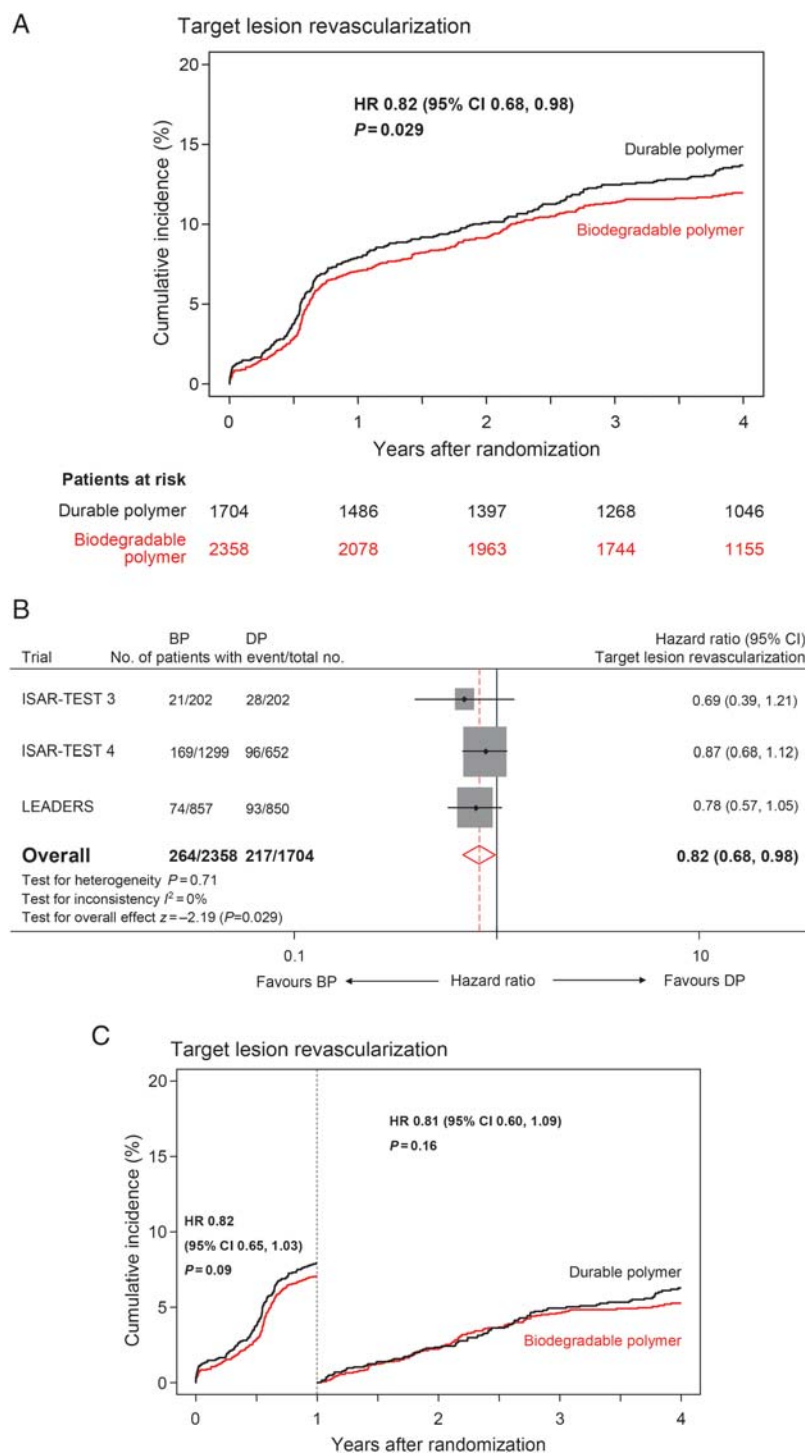 A
Target lesion revascularization
20
15
10
5
0
Cumulative incidence (%)
HR 0.82 (95% CI 0.68, 0.98)
P=0.029
Durable polymer
Biodegradable polymer
0 1 2 3 4
Years after randomization
Patients at risk
Durable polymer 1704 1486 1397 1268 1046
Biodegradable
polymer 2358 2078 1963 1744 1155
B
BP DP Hazard ratio (95% CI)
Trial No. of patients with event/total no. Target lesion revascularization
ISAR-TEST 3 21/202 28/202 0.69 (0.39, 1.21)
ISAR-TEST 4 169/1299 96/652 0.87 (0.68, 1.12)
LEADERS 74/857 93/850 0.78 (0.57, 1.05)
Overall 264/2358 217/1704 0.82 (0.68, 0.98)
Test for heterogeneity P=0.71
Test for inconsistency I²=0%
Test for overall effect z=−2.19 (P=0.029)
0.1 10
Favours BP Hazard ratio Favours DP
C
Target lesion revascularization
20
15
10
5
0
Cumulative incidence (%)
HR 0.81 (95% CI 0.60, 1.09)
P=0.16
HR 0.82
(95% CI 0.65, 1.03)
P=0.09
Durable polymer
Biodegradable polymer
0 1 2 3 4
Years after randomization